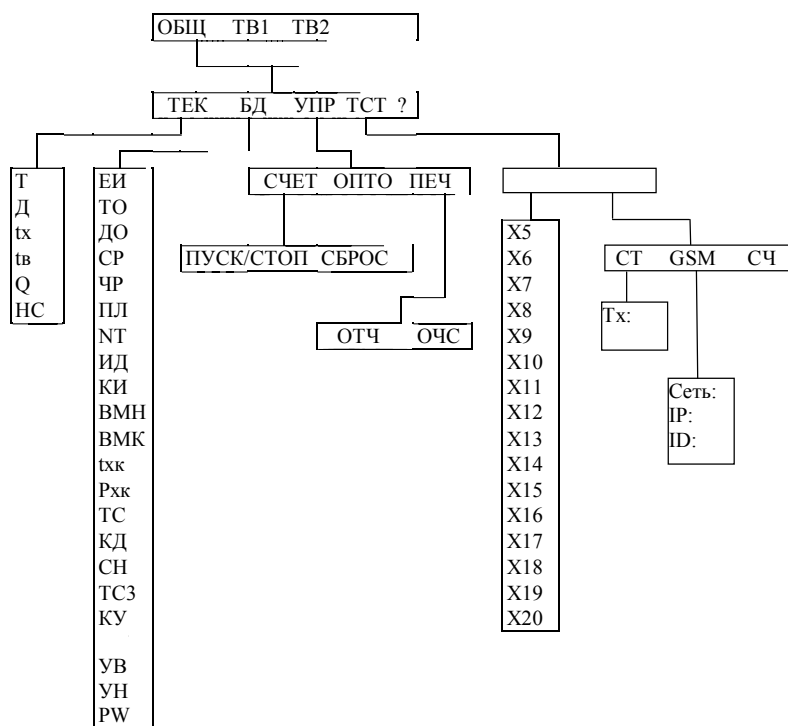 ОБЩ ТВ1 ТВ2
ТЕК БД УПР ТСТ ?
Т
Д
tх
tв
Q
НС
ЕИ
ТО
ДО
СР
ЧР
ПЛ
NT
ИД
КИ
ВМН
ВМК
tхк
Рхк
ТС
КД
СН
ТС3
КУ
УВ
УН
PW
СЧЕТ ОПТО ПЕЧ
ПУСК/СТОП СБРОС
ОТЧ ОЧС
X5
X6
X7
X8
X9
X10
X11
X12
X13
X14
X15
X16
X17
X18
X19
X20
СТ GSM СЧ
Tx:
Сеть:
IP:
ID: